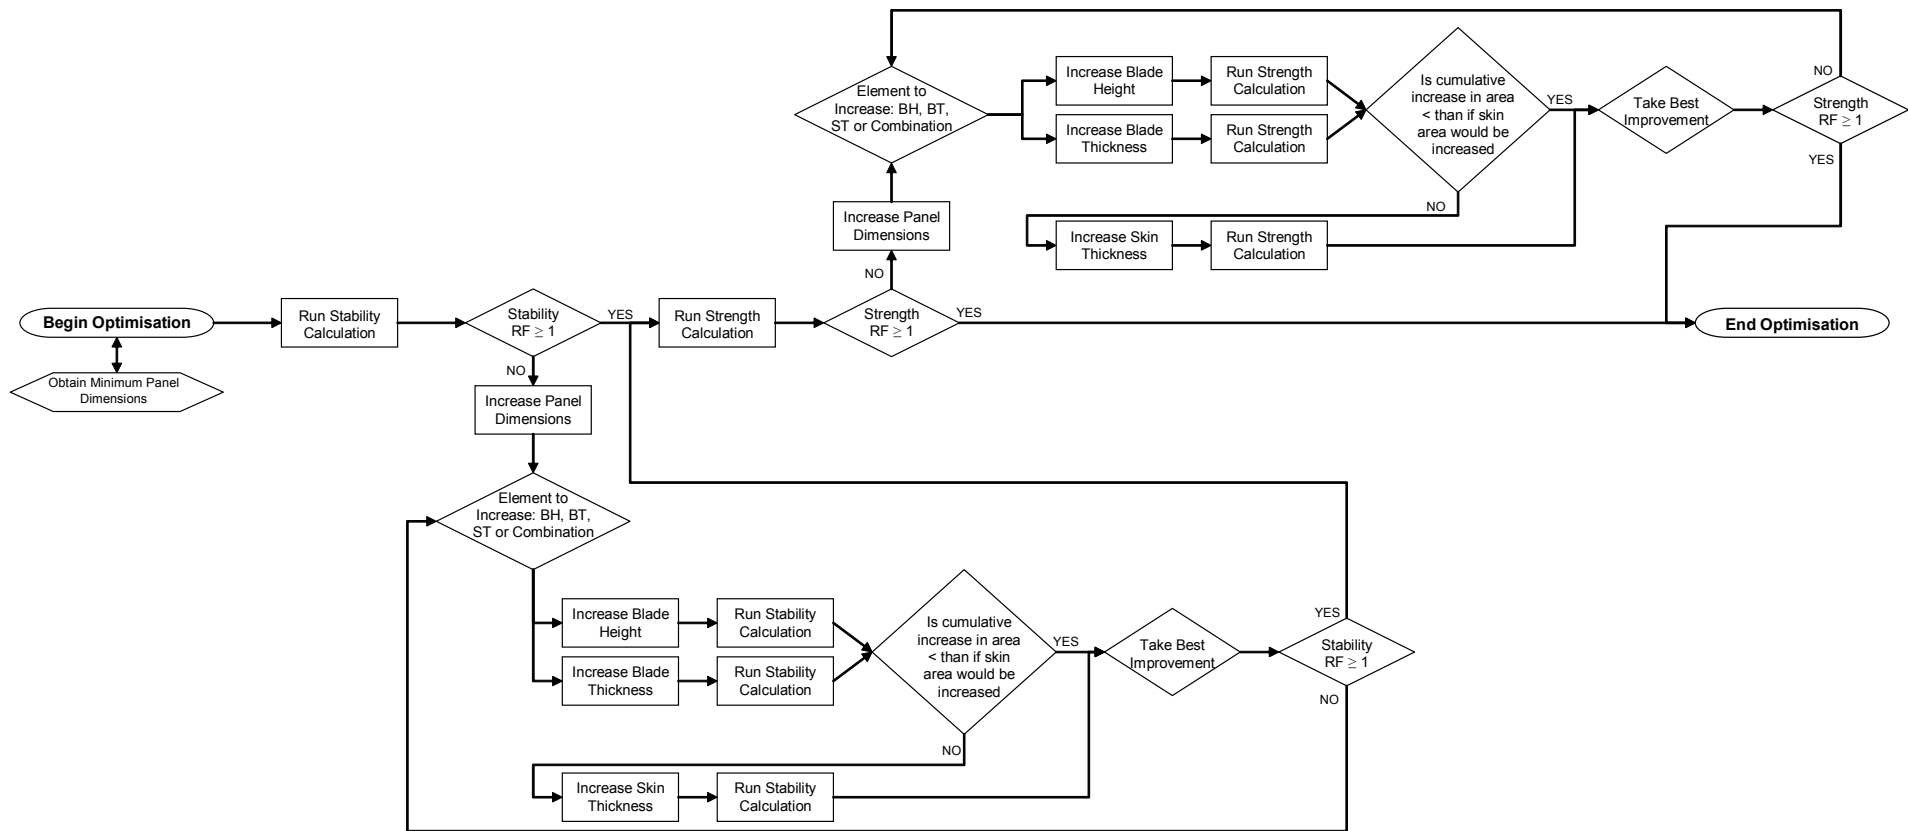 NO
Element to
Increase: BH, BT,
ST or Combination
Increase Blade
Height
Run Strength
Calculation
Increase Blade
Thickness
Run Strength
Calculation
Is cumulative
increase in area
< than if skin
area would be
increased
YES
Take Best
Improvement
Strength
RF ≥ 1
YES
NO
Increase Panel
Dimensions
Increase Skin
Thickness
Run Strength
Calculation
NO
Begin Optimisation
Run Stability
Calculation
Stability
RF ≥ 1
YES
Run Strength
Calculation
Strength
RF ≥ 1
YES
End Optimisation
Obtain Minimum Panel
Dimensions
NO
Increase Panel
Dimensions
Element to
Increase: BH, BT,
ST or Combination
Increase Blade
Height
Run Stability
Calculation
Increase Blade
Thickness
Run Stability
Calculation
Is cumulative
increase in area
< than if skin
area would be
increased
YES
Take Best
Improvement
YES
Stability
RF ≥ 1
NO
NO
Increase Skin
Thickness
Run Stability
Calculation